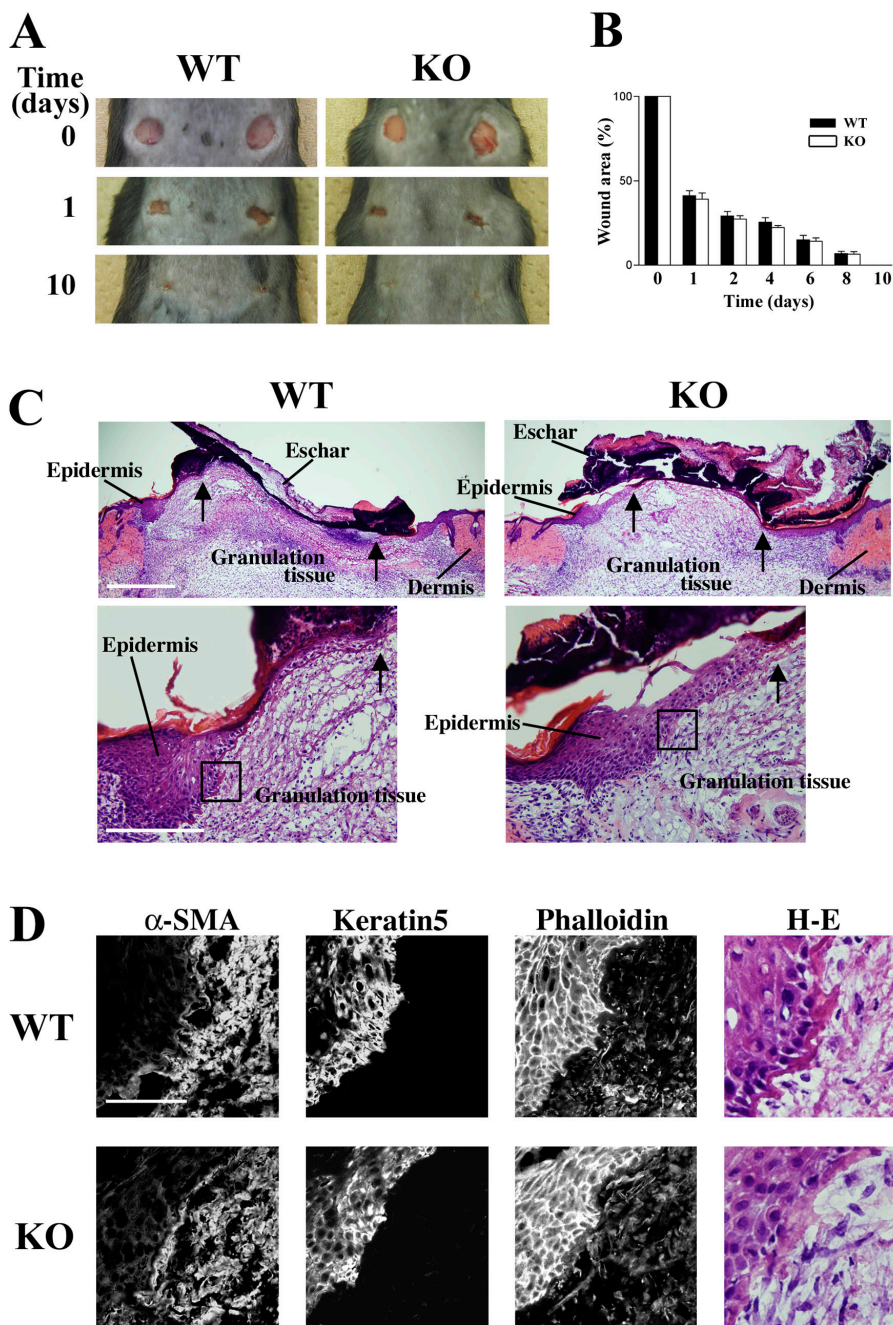 A
WT
KO
Time
(days)
0
1
10
B
Wound area (%)
100
50
0
WT
KO
0 1 2 4 6 8 10
Time (days)
C
WT
KO
Epidermis
Eschar
Granulation
tissue
Dermis
Eschar
Épidermis
Granulation
tissue
Dermis
Epidermis
Granulation tissue
Epidermis
Granulation tissue
D
α-SMA
Keratin5
Phalloidin
H-E
WT
KO